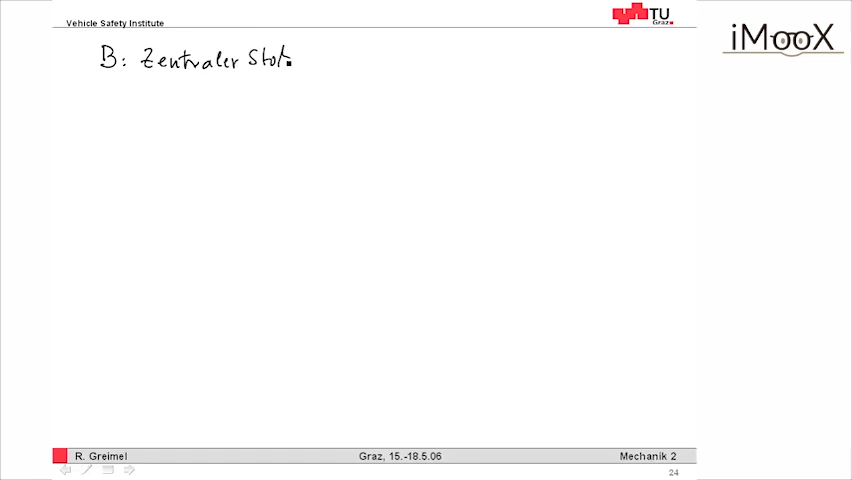 Vehicle Safety Institute
TU
Graz
iMooX
B: Zentraler Stoß
R. Greimel
Graz, 15.-18.5.06
Mechanik 2
24